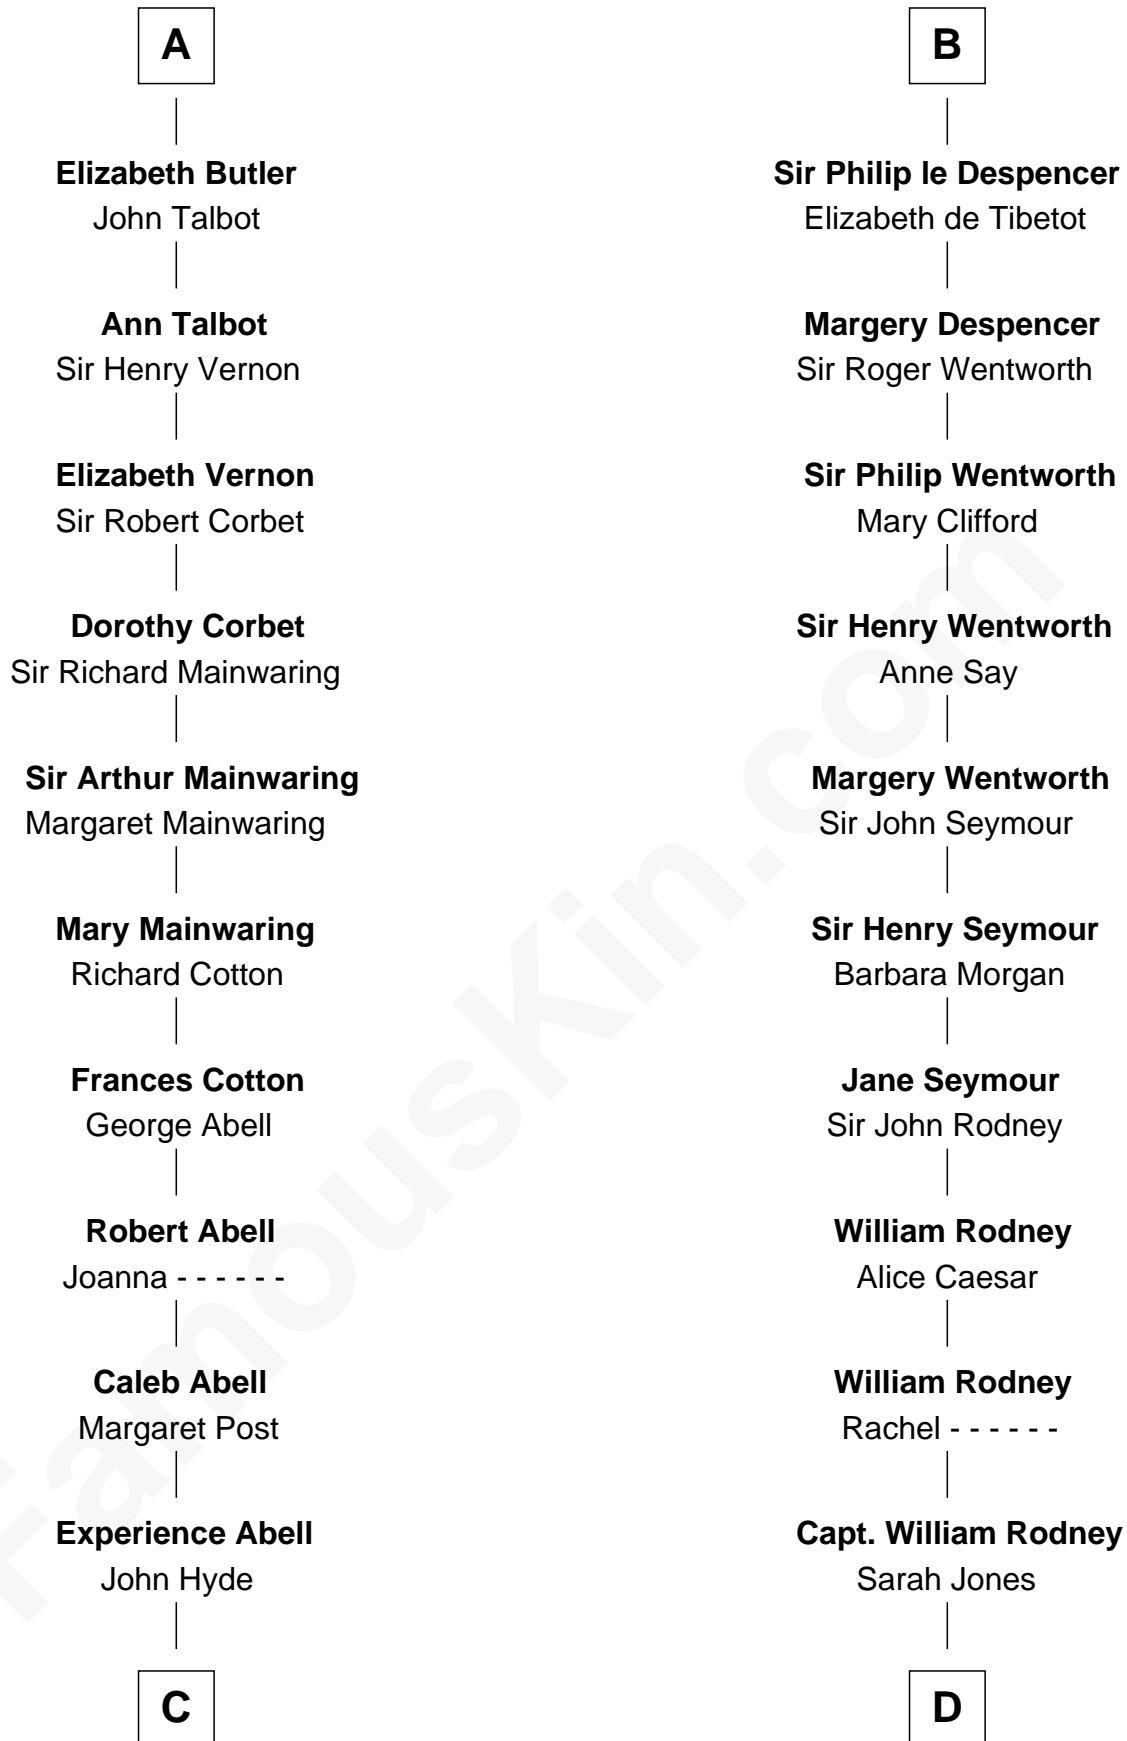 A
Elizabeth Butler
John Talbot
Ann Talbot
Sir Henry Vernon
Elizabeth Vernon
Sir Robert Corbet
Dorothy Corbet
Sir Richard Mainwaring
Sir Arthur Mainwaring
Margaret Mainwaring
Mary Mainwaring
Richard Cotton
Frances Cotton
George Abell
Robert Abell
Joanna - - - - - -
Caleb Abell
Margaret Post
Experience Abell
John Hyde
C
B
Sir Philip le Despencer
Elizabeth de Tibetot
Margery Despencer
Sir Roger Wentworth
Sir Philip Wentworth
Mary Clifford
Sir Henry Wentworth
Anne Say
Margery Wentworth
Sir John Seymour
Sir Henry Seymour
Barbara Morgan
Jane Seymour
Sir John Rodney
William Rodney
Alice Caesar
William Rodney
Rachel - - - - - -
Capt. William Rodney
Sarah Jones
D
FamousKin.com